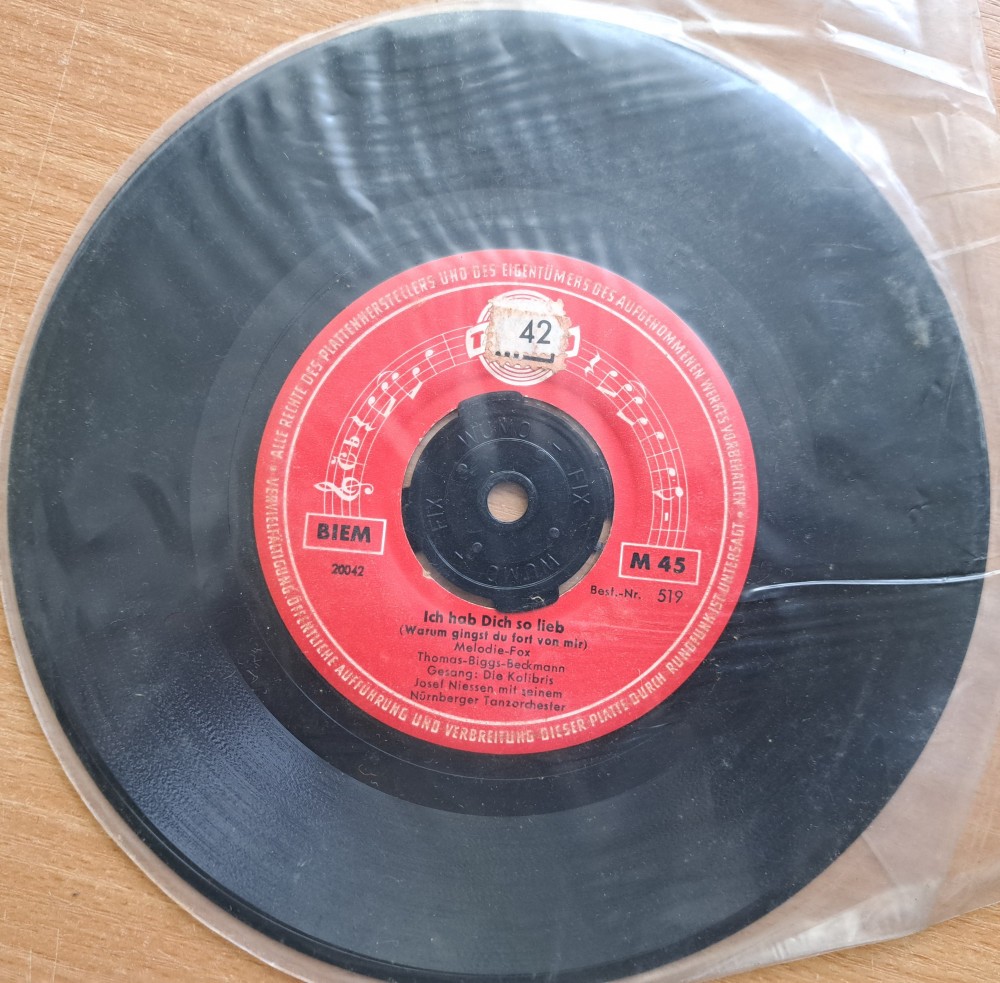 VERVIELFÄLTIGUNG ÖFFENTLICHE AUFFÜHRUNG UND VERBREITUNG DIESER PLATTE DURCH RUNDFUNK IST UNTERSAGT • ALLE RECHTE DES PLATTENHERSTELLERS UND DES EIGENTÜMERS DES AUFGENOMMENEN WERKES VORBEHALTEN •
42
WUMO - FIX - WUMO - FIX -
BIEM
M 45
20042
Best.-Nr. 519
Ich hab Dich so lieb
(Warum gingst du fort von mir)
Melodie-Fox
Thomas-Biggs-Beckmann
Gesang: Die Kolibris
Josef Niessen mit seinem
Nürnberger Tanzorchester